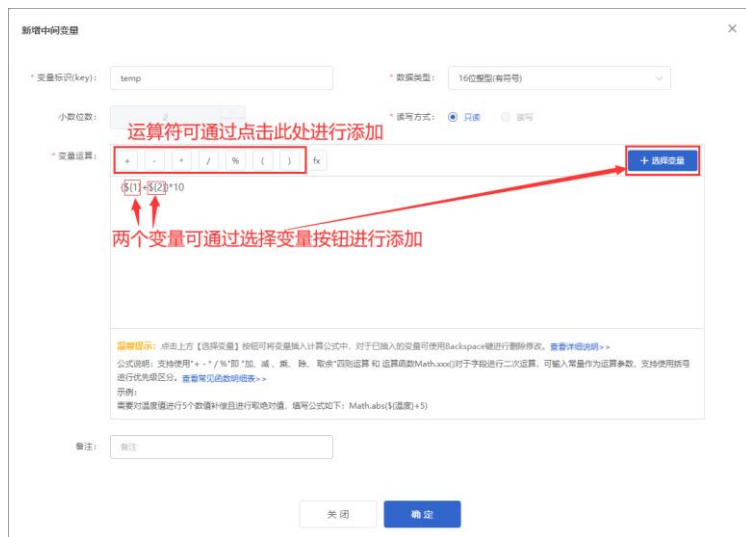 新增中间变量
* 变量标识(key): temp
* 数据类型: 16位整型(有符号)
小数位数: 2
* 读写方式: 只读 读写
运算符可通过点击此处进行添加
* 变量运算: + - * / % ( ) fx + 选择变量
(${1}+${2})*10
两个变量可通过选择变量按钮进行添加
温馨提示: 点击上方【选择变量】按钮可将变量插入计算公式中, 对于已插入的变量可使用Backspace键进行删除修改。查看详细说明>>
公式说明: 支持使用"+ - * / %"即 "加、减 、乘、 除、 取余"四则运算 和 运算函数Math.xxx()对于字段进行二次运算, 可输入常量作为运算参数, 支持使用括号
进行优先级区分。查看常见函数明细表>>
示例:
需要对温度值进行5个数值补偿且进行取绝对值, 填写公式如下: Math.abs(${温度}+5)
备注: 备注
关 闭
确 定